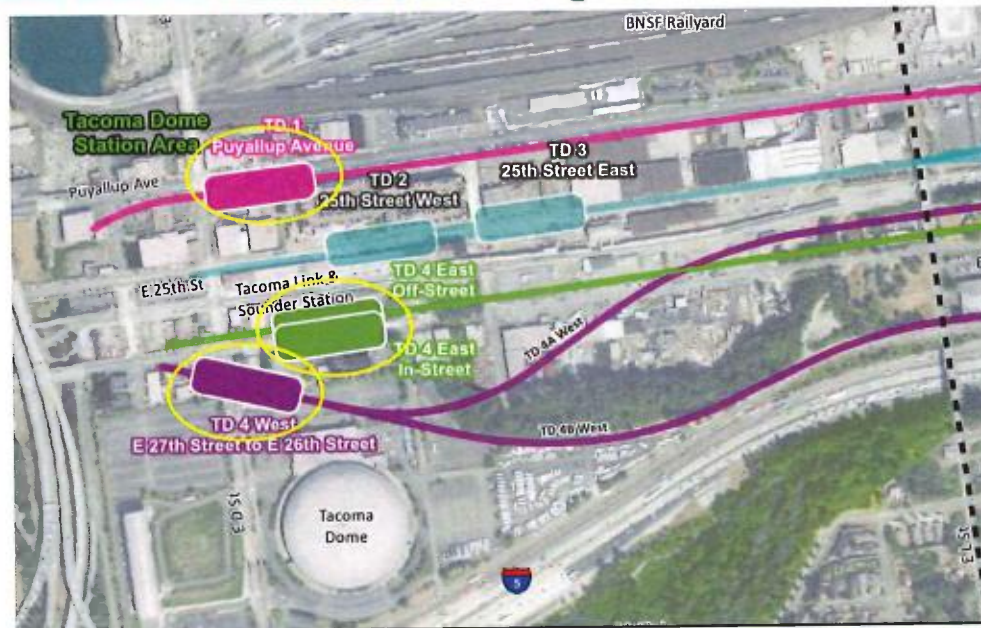 BNSF Railyard
Tacoma Dome
Station Area
TD 1
Puyallup Avenue
Puyallup Ave
TD 2
25th Street West
TD 3
25th Street East
E 25th St
Tacoma Link &
Sounder Station
TD 4 East
Off-Street
TD 4 East
In-Street
TD 4A West
TD 4B West
TD 4 West
E 27th Street to E 26th Street
Tacoma
Dome
E D St
5
E L St